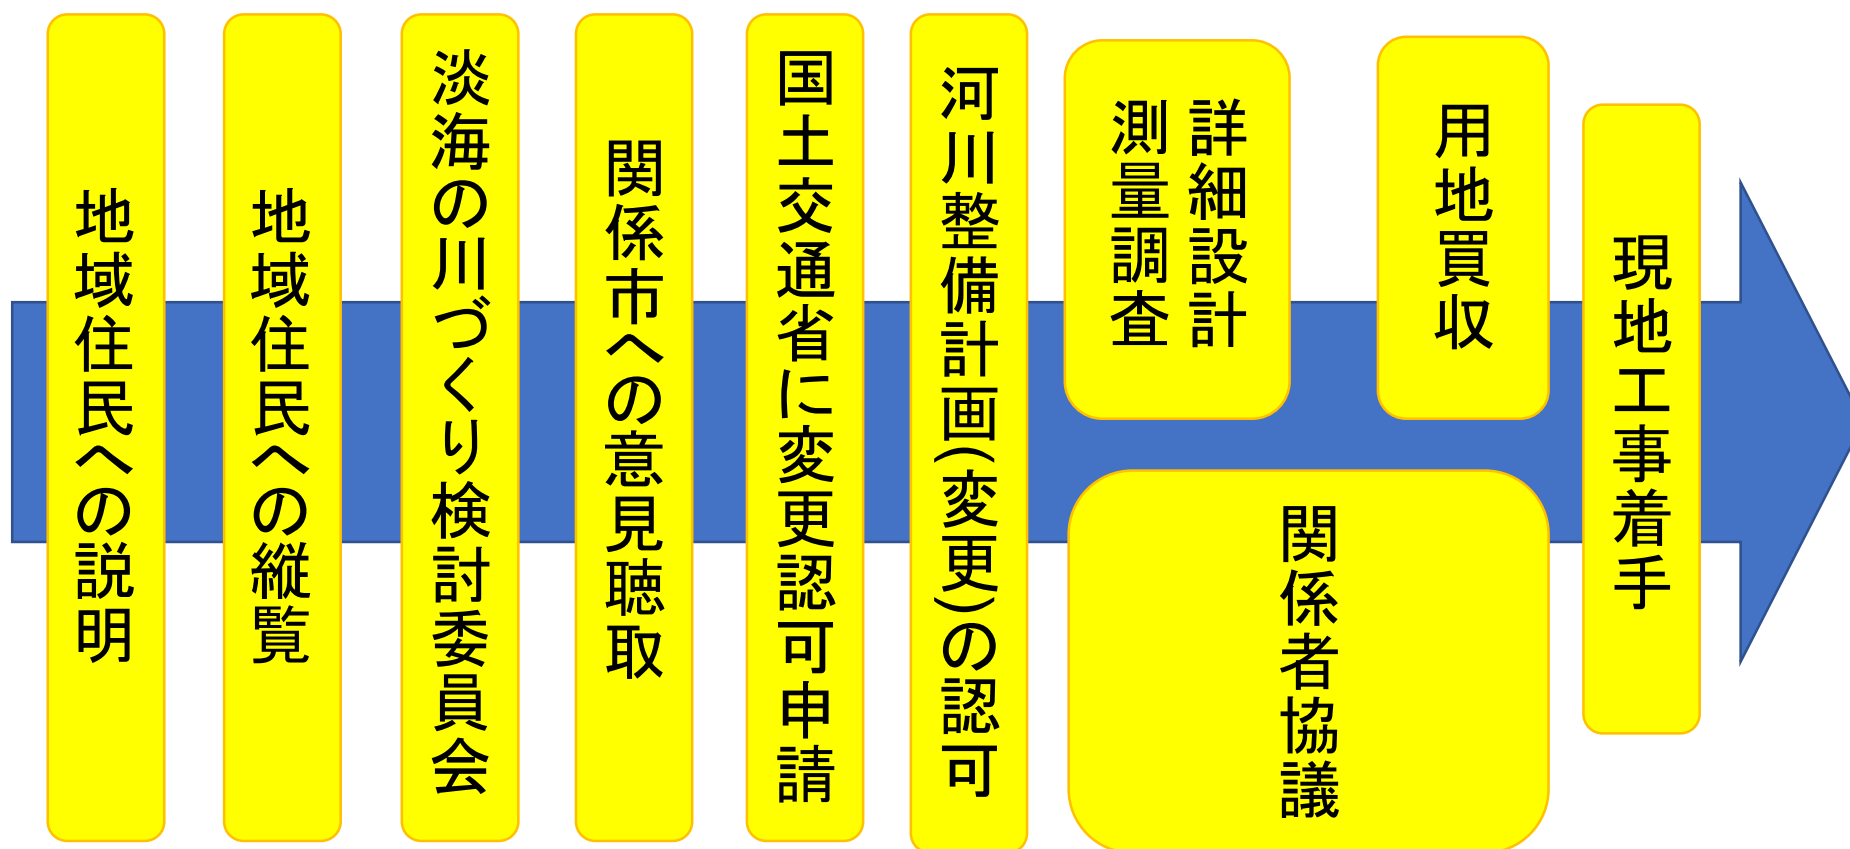 地域住民への説明
地域住民への縦覧
淡海の川づくり検討委員会
関係市への意見聴取
国土交通省に変更認可申請
河川整備計画(変更)の認可
詳細設計
測量調査
用地買収
関係者協議
現地工事着手